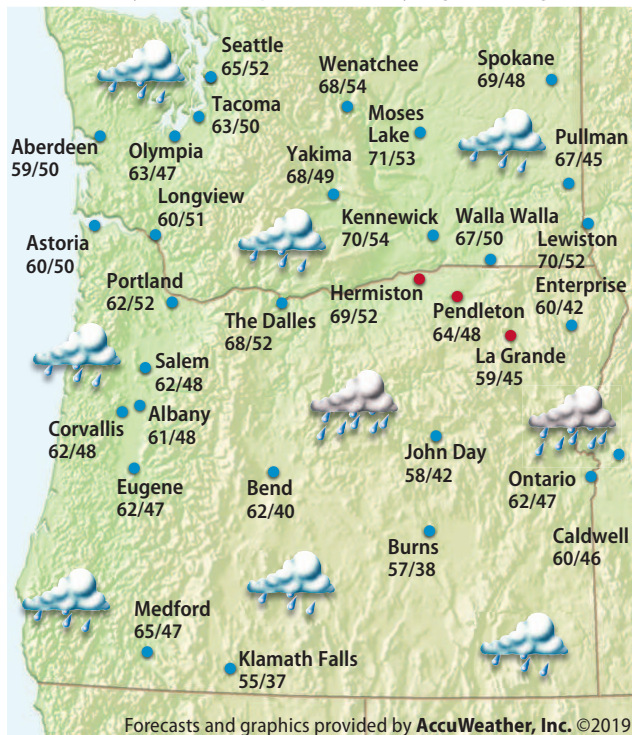 Seattle
65/52
Wenatchee
68/54
Spokane
69/48
Tacoma
63/50
Moses
Lake
71/53
Aberdeen
59/50
Olympia
63/47
Yakima
68/49
Pullman
67/45
Longview
60/51
Kennewick
70/54
Walla Walla
67/50
Lewiston
70/52
Astoria
60/50
Portland
62/52
The Dalles
68/52
Hermiston
69/52
Pendleton
64/48
Enterprise
60/42
La Grande
59/45
Salem
62/48
Albany
61/48
Corvallis
62/48
John Day
58/42
Ontario
62/47
Eugene
62/47
Bend
62/40
Caldwell
60/46
Burns
57/38
Medford
65/47
Klamath Falls
55/37
Forecasts and graphics provided by AccuWeather, Inc. ©2019